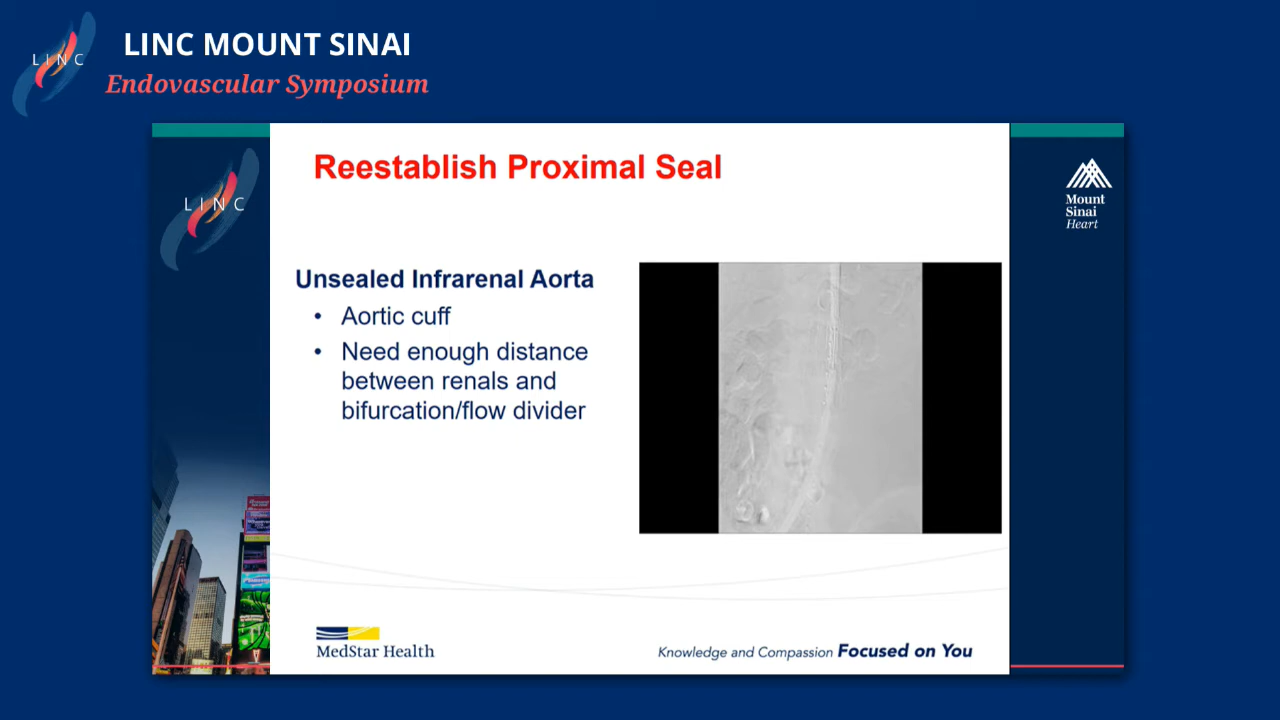 LINC MOUNT SINAI
LINC
Endovascular Symposium
Reestablish Proximal Seal
LINC
Mount
Sinai
Heart
Unsealed Infrarenal Aorta
• Aortic cuff
• Need enough distance
between renals and
bifurcation/flow divider
MedStar Health
Knowledge and Compassion Focused on You